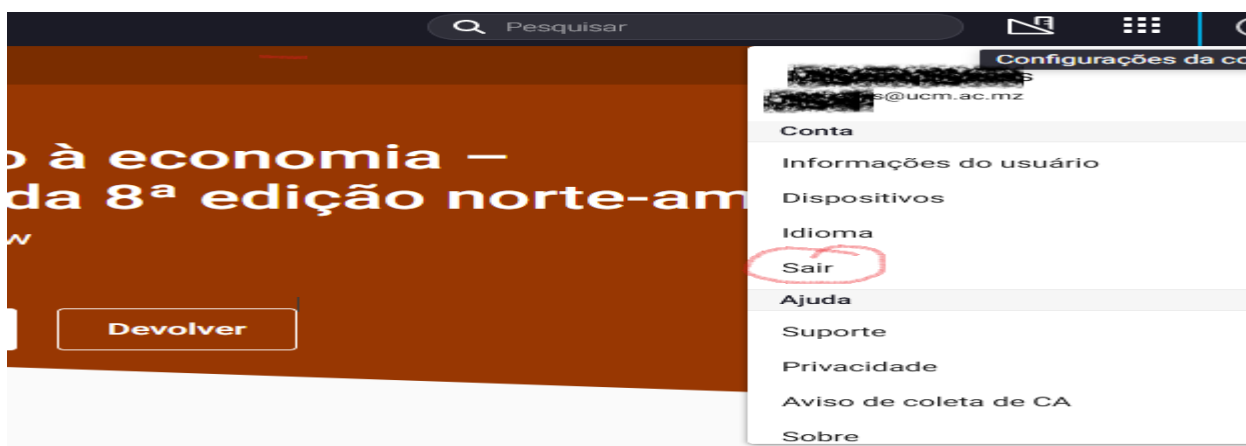 Pesquisar
Configurações da co
s
s@ucm.ac.mz
Conta
Informações do usuário
Dispositivos
Idioma
Sair
Ajuda
Suporte
Privacidade
Aviso de coleta de CA
Sobre
o à economia –
da 8ª edição norte-am
w
Devolver